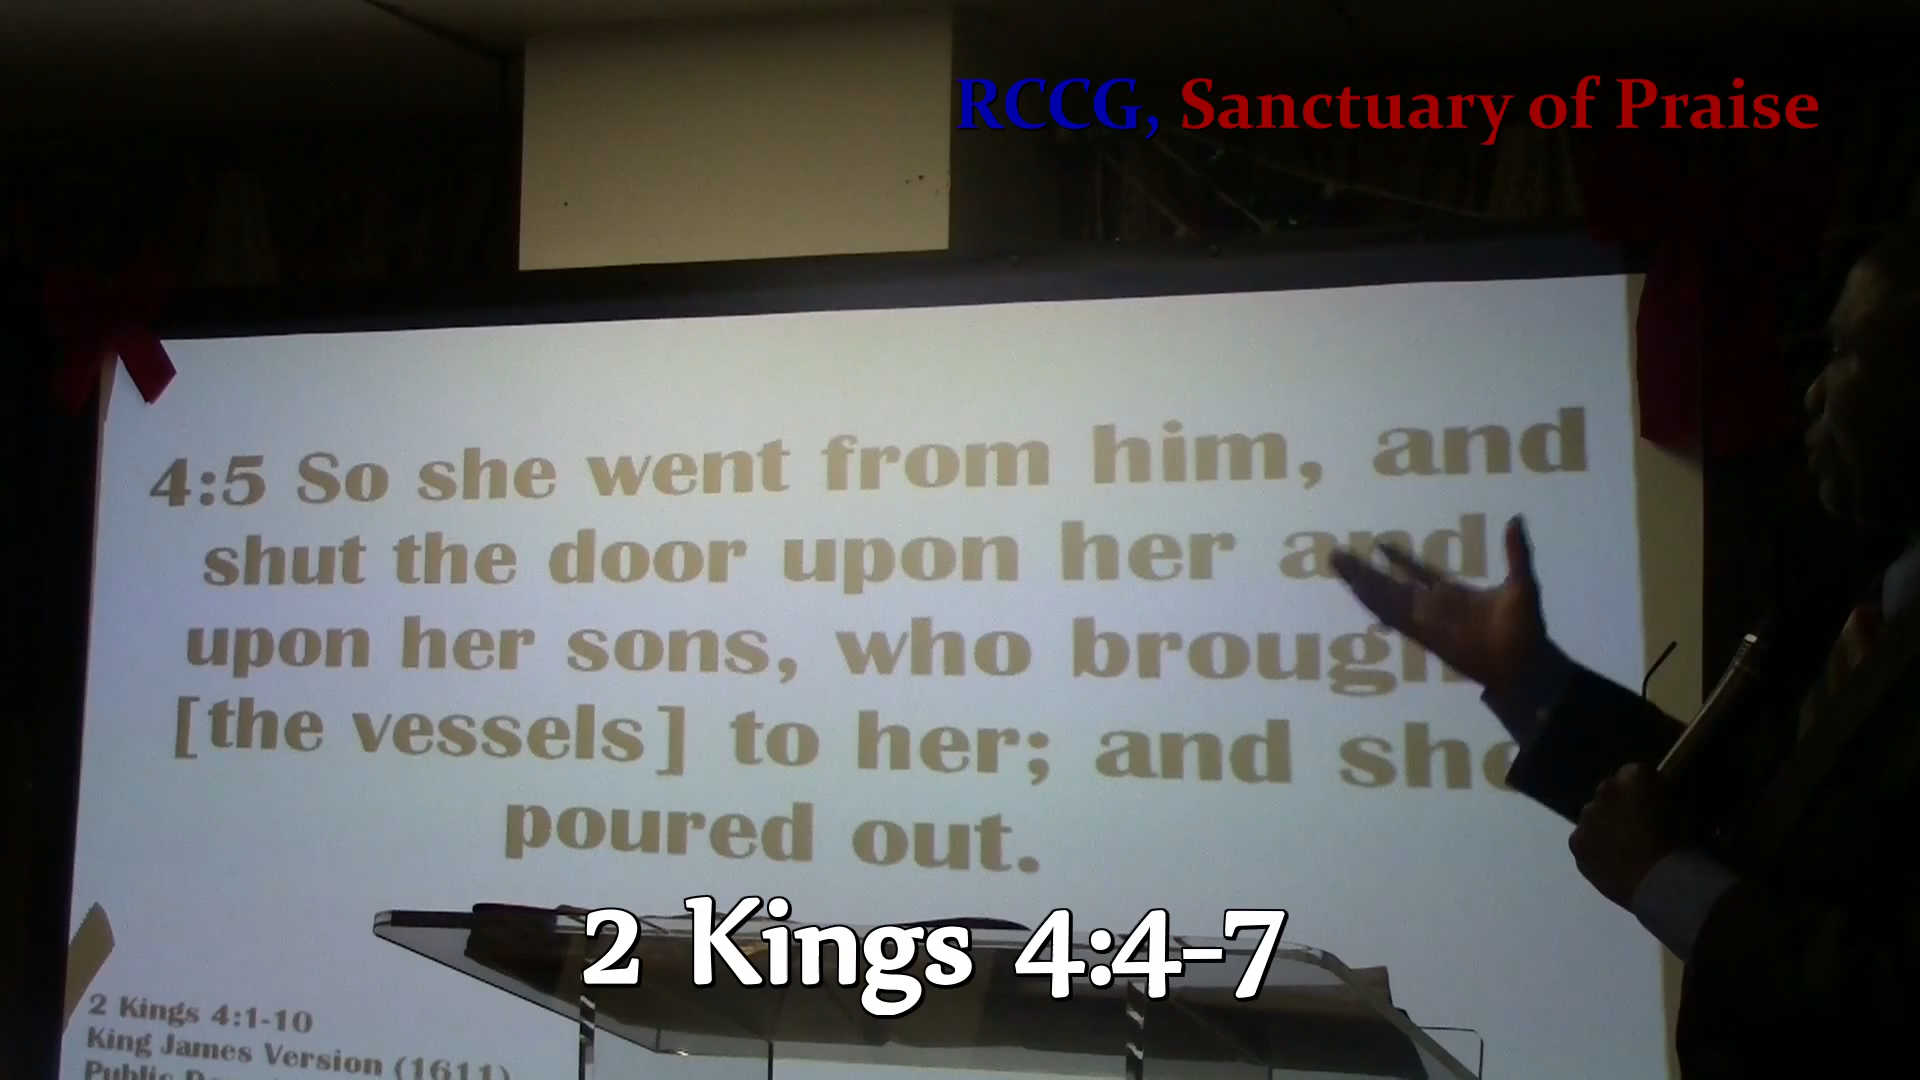 RCCG, Sanctuary of Praise
4:5 So she went from him, and
shut the door upon her and
upon her sons, who
[the vessels] to her; and she
poured out.
2 Kings 4:4-7
2 Kings 4:1-10
King James Version (1611)
Public